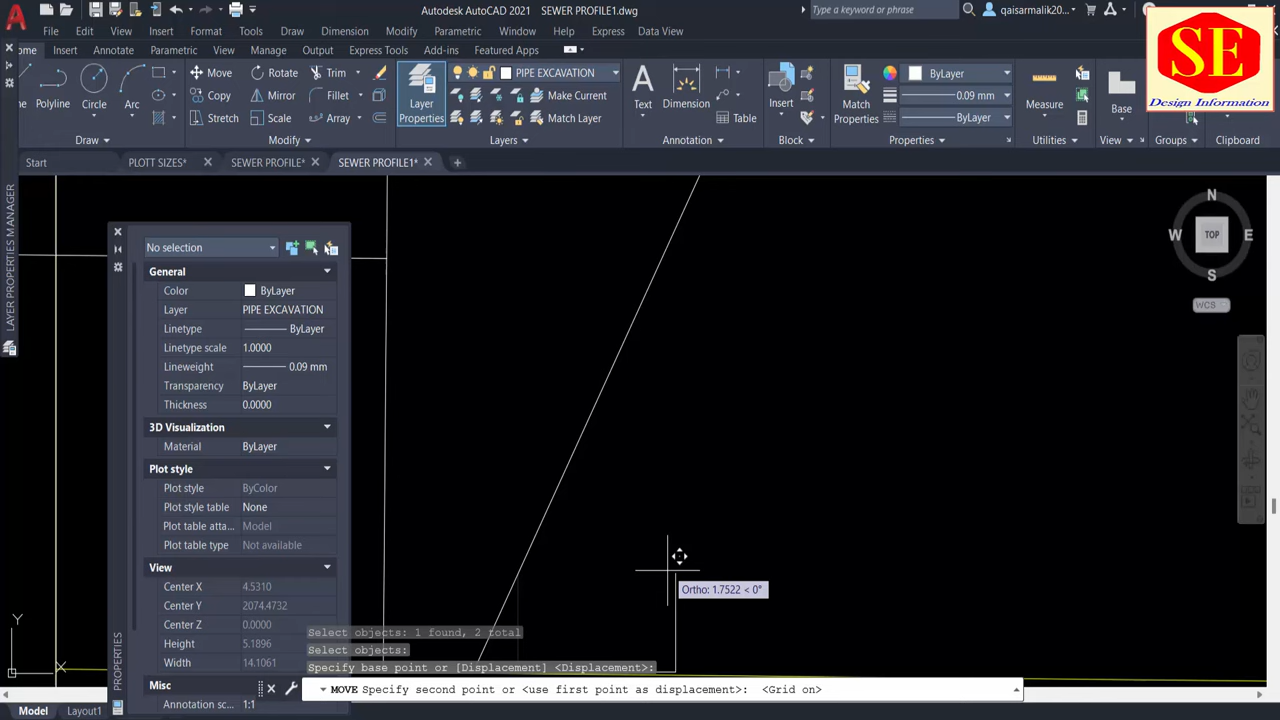 Autodesk AutoCAD 2021 SEWER PROFILE1.dwg
Type a keyword or phrase
qaisarmalik20...
File Edit View Insert Format Tools Draw Dimension Modify Parametric Window Help Express Data View
Insert Annotate Parametric View Manage Output Express Tools Add-ins Featured Apps
SE
Design Information
Polyline Circle Arc
Move Rotate Trim
Copy Mirror Fillet
Stretch Scale Array
Layer Properties
PIPE EXCAVATION
Make Current
Match Layer
Text Dimension
Table
Insert
Match Properties
ByLayer
0.09 mm
ByLayer
Measure
Base
Draw Modify Layers Annotation Block Properties Groups Utilities View Clipboard
Start PLOTT SIZES* SEWER PROFILE* SEWER PROFILE1*
LAYER PROPERTIES MANAGER
No selection
General
Color ByLayer
Layer PIPE EXCAVATION
Linetype ByLayer
Linetype scale 1.0000
Lineweight 0.09 mm
Transparency ByLayer
Thickness 0.0000
3D Visualization
Material ByLayer
Plot style
Plot style ByColor
Plot style table None
Plot table atta... Model
Plot table type Not available
View
Center X 4.5310
Center Y 2074.4732
Center Z 0.0000
Height 5.1896
Width 14.1061
Misc
Annotation sc... 1:1
PROPERTIES
N
W TOP E
S
WCS
Ortho: 1.7522 < 0°
Select objects: 1 found, 2 total
Select objects:
Specify base point or [Displacement] <Displacement>:
MOVE Specify second point or <use first point as displacement>: <Grid on>
Y
X
Model Layout1